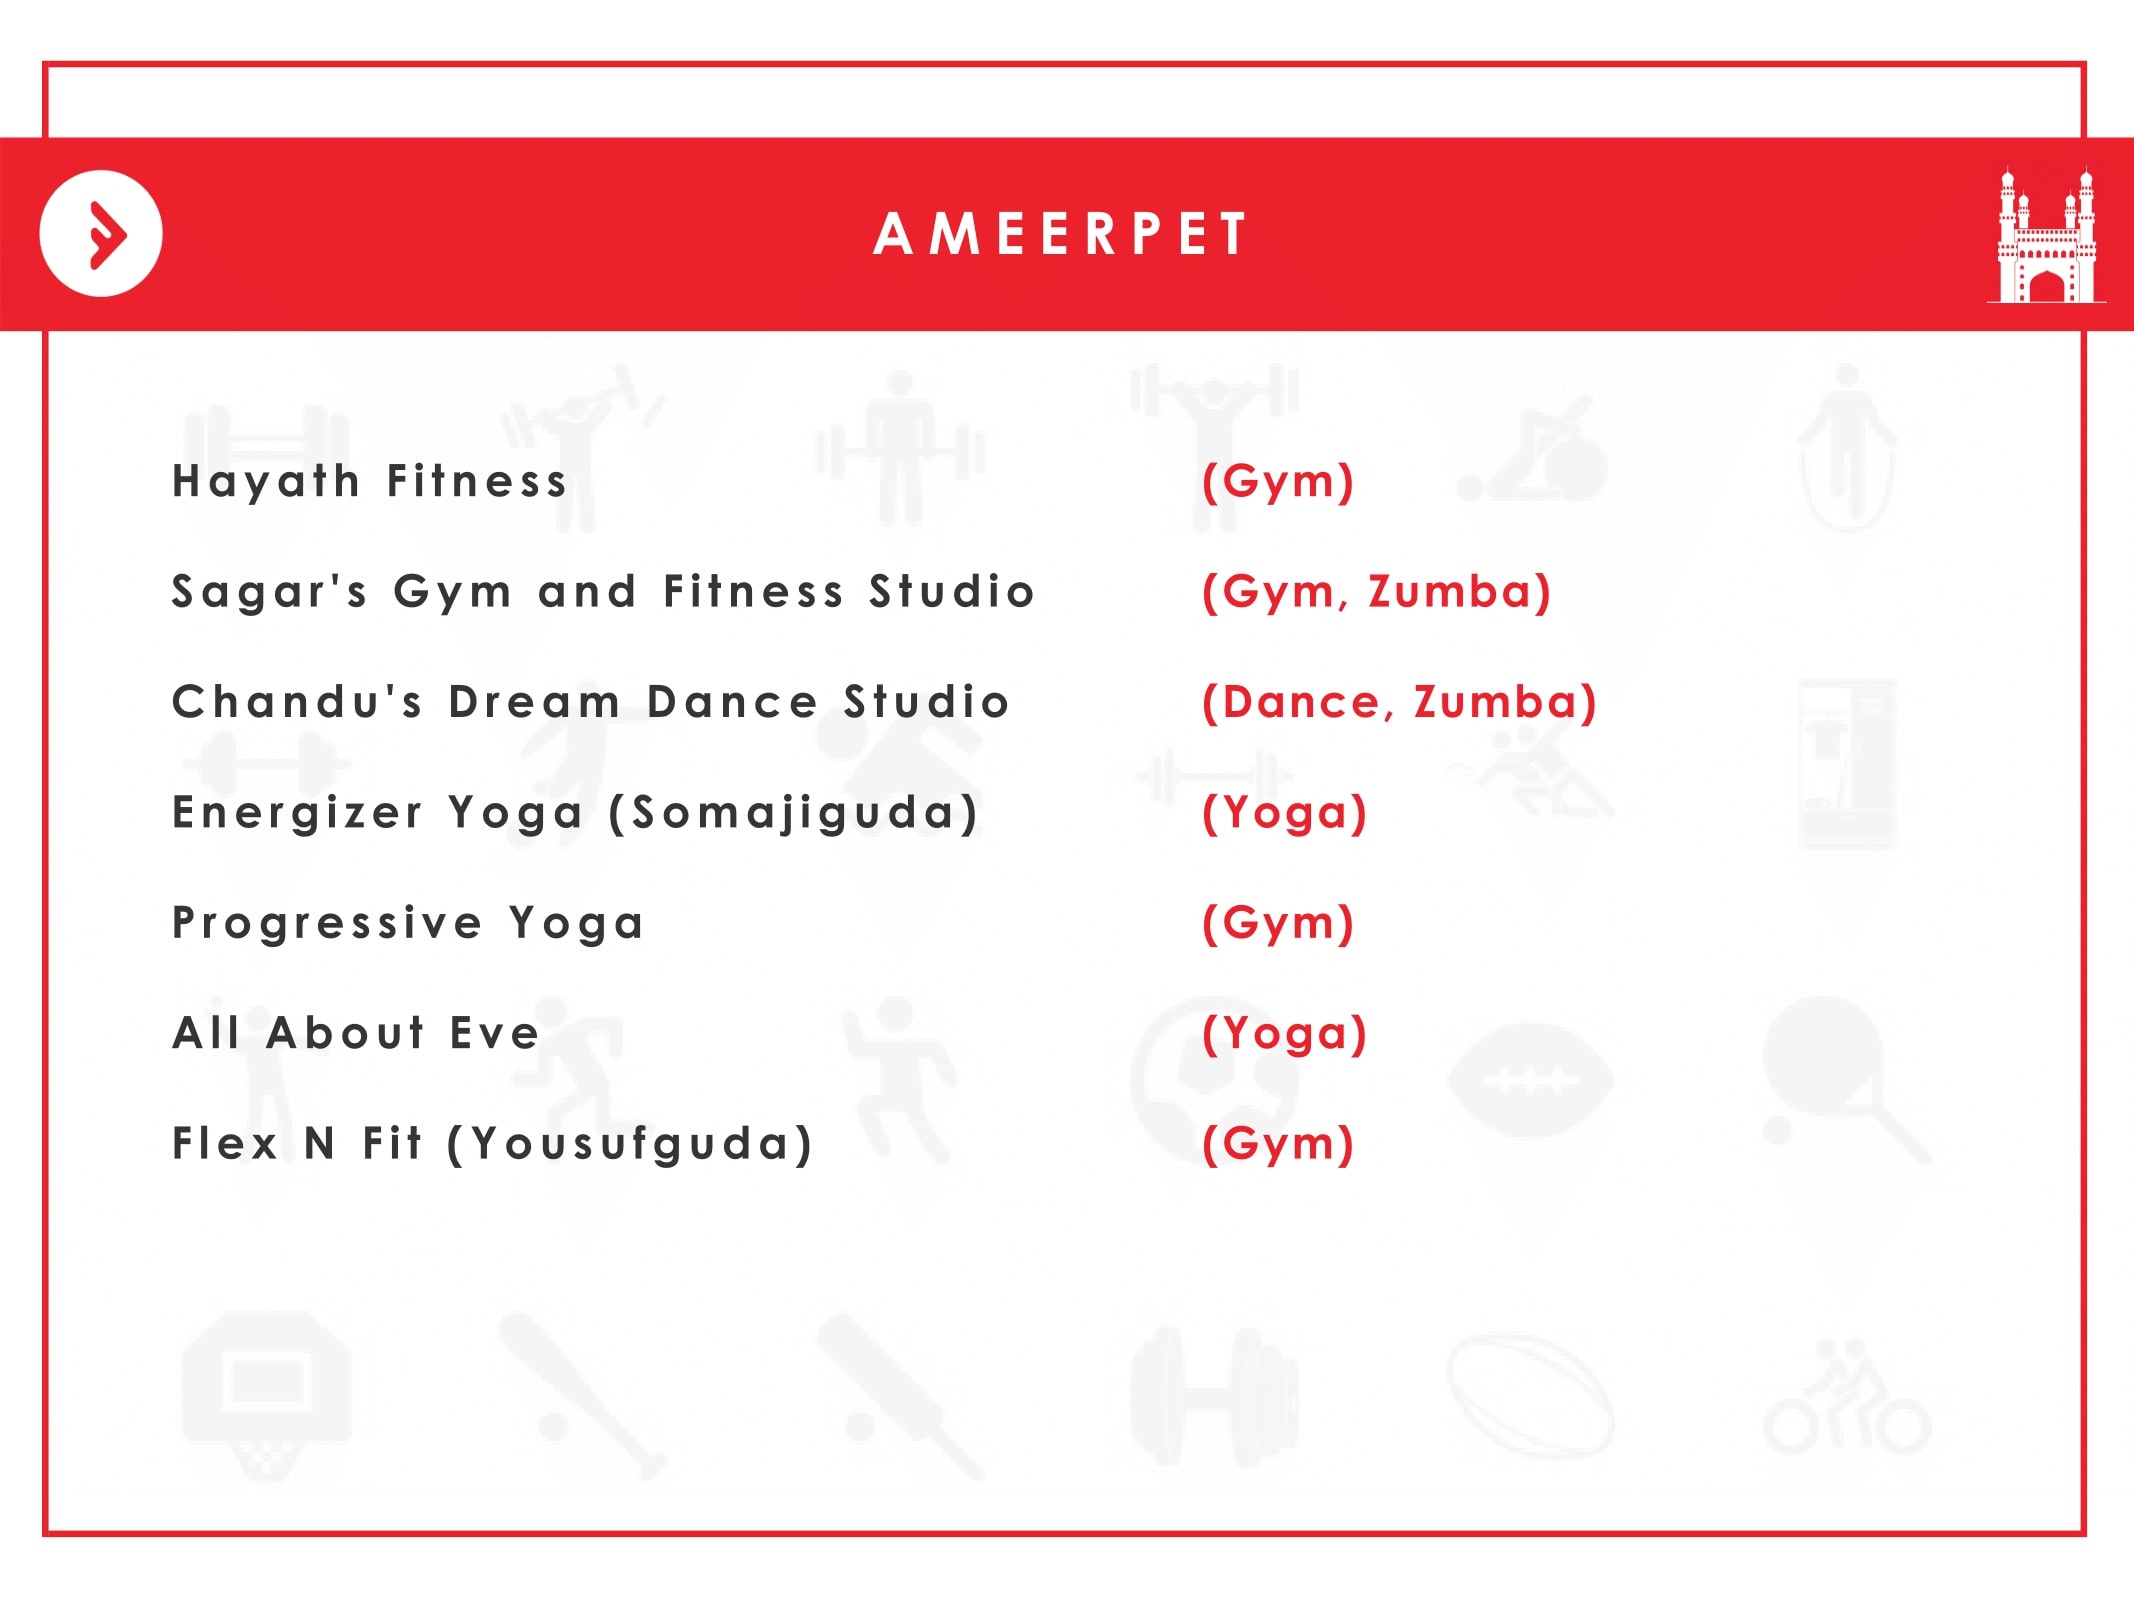 AMEERPET
Hayath Fitness (Gym)
Sagar's Gym and Fitness Studio (Gym, Zumba)
Chandu's Dream Dance Studio (Dance, Zumba)
Energizer Yoga (Somajiguda) (Yoga)
Progressive Yoga (Gym)
All About Eve (Yoga)
Flex N Fit (Yousufguda) (Gym)